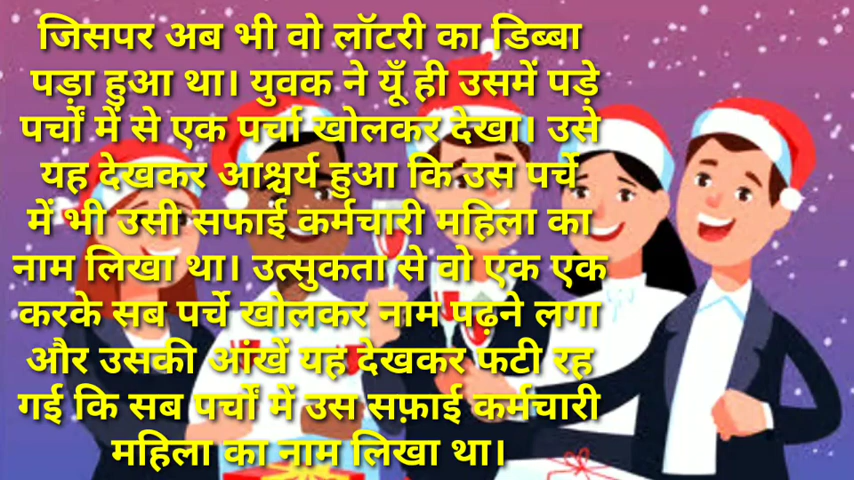 जिसपर अब भी वो लॉटरी का डिब्बा
पड़ा हुआ था। युवक ने यूँ ही उसमें पड़े
पर्चों में से एक पर्चा खोलकर देखा। उसे
यह देखकर आश्चर्य हुआ कि उस पर्चे
में भी उसी सफाई कर्मचारी महिला का
नाम लिखा था। उत्सुकता से वो एक एक
करके सब पर्चे खोलकर नाम पढ़ने लगा
और उसकी आंखें यह देखकर फटी रह
गई कि सब पर्चों में उस सफ़ाई कर्मचारी
महिला का नाम लिखा था।